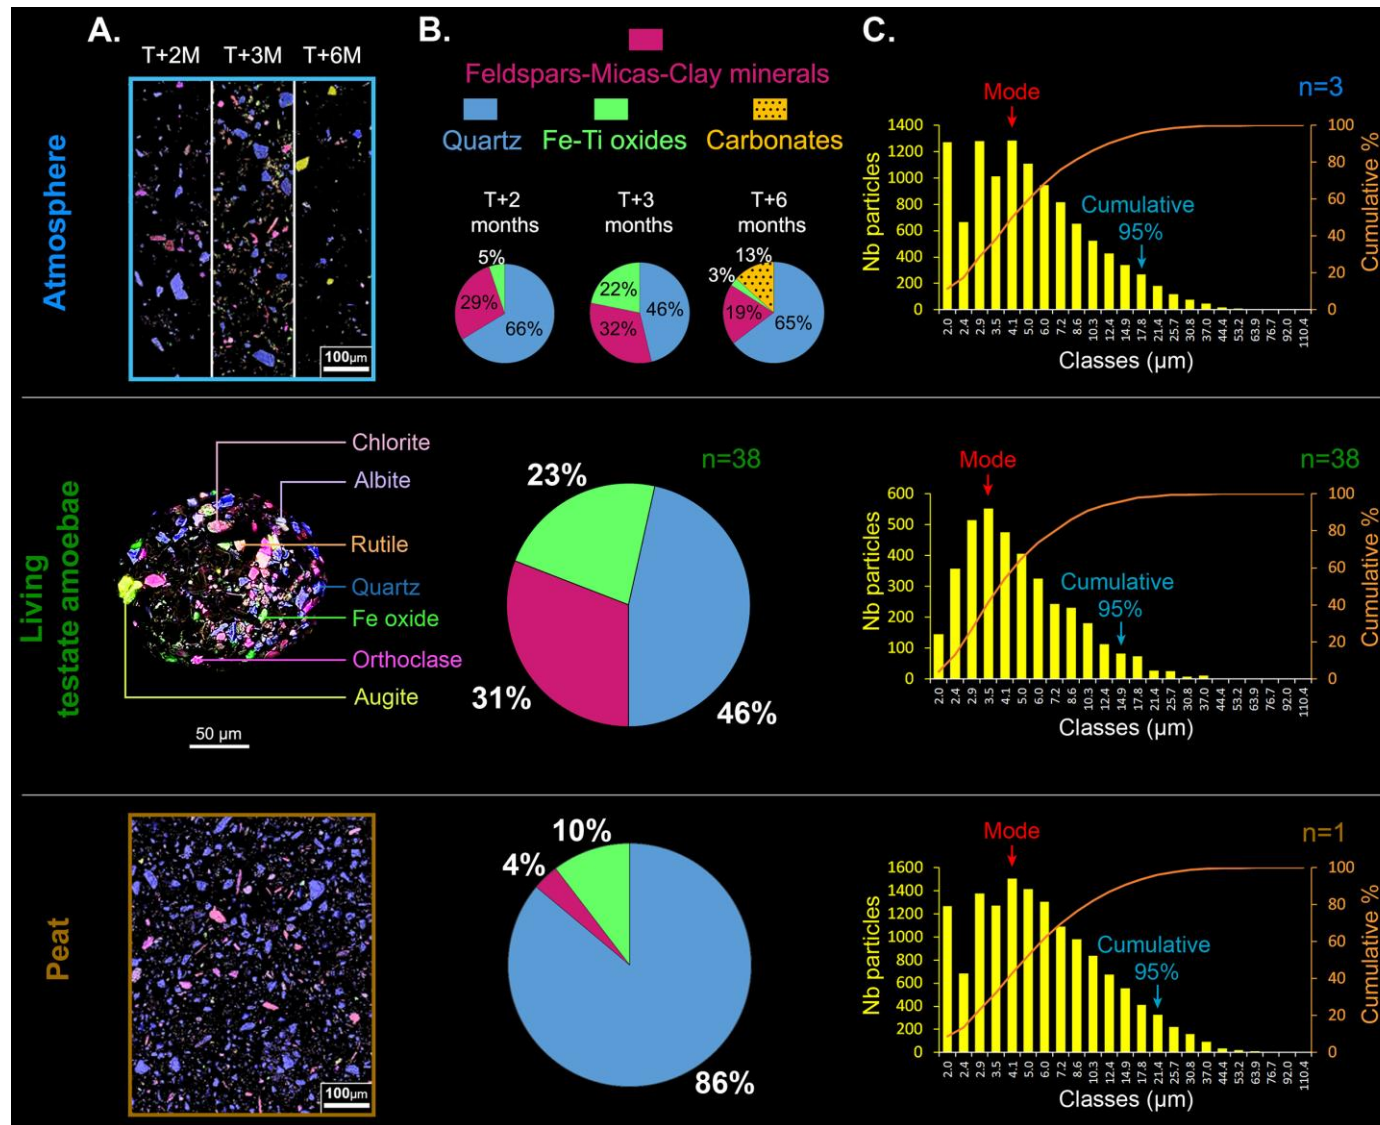 A.
T+2M T+3M T+6M
100µm
Atmosphere
B.
Feldspars-Micas-Clay minerals
Quartz Fe-Ti oxides Carbonates
T+2 months
5%
29%
66%
T+3 months
22%
46%
32%
T+6 months
13%
3%
19%
65%
C.
n=3
Mode
Cumulative
95%
Nb particles
1400
1200
1000
800
600
400
200
0
100
80
60
40
20
0
Cumulative %
2.0 2.4 2.9 3.5 4.1 5.0 6.0 7.2 8.6 10.3 12.4 14.9 17.8 21.4 25.7 30.8 37.0 44.4 53.2 63.9 76.7 92.0 110.4
Classes (µm)
Living
testate amoebae
Chlorite
Albite
Rutile
Quartz
Fe oxide
Orthoclase
Augite
50 µm
n=38
23%
31%
46%
n=38
Mode
Cumulative
95%
Nb particles
600
500
400
300
200
100
0
100
80
60
40
20
0
Cumulative %
2.0 2.4 2.9 3.5 4.1 5.0 6.0 7.2 8.6 10.3 12.4 14.9 17.8 21.4 25.7 30.8 37.0 44.4 53.2 63.9 76.7 92.0 110.4
Classes (µm)
Peat
100µm
10%
4%
86%
n=1
Mode
Cumulative
95%
Nb particles
1600
1400
1200
1000
800
600
400
200
0
100
80
60
40
20
0
Cumulative %
2.0 2.4 2.9 3.5 4.1 5.0 6.0 7.2 8.6 10.3 12.4 14.9 17.8 21.4 25.7 30.8 37.0 44.4 53.2 63.9 76.7 92.0 110.4
Classes (µm)